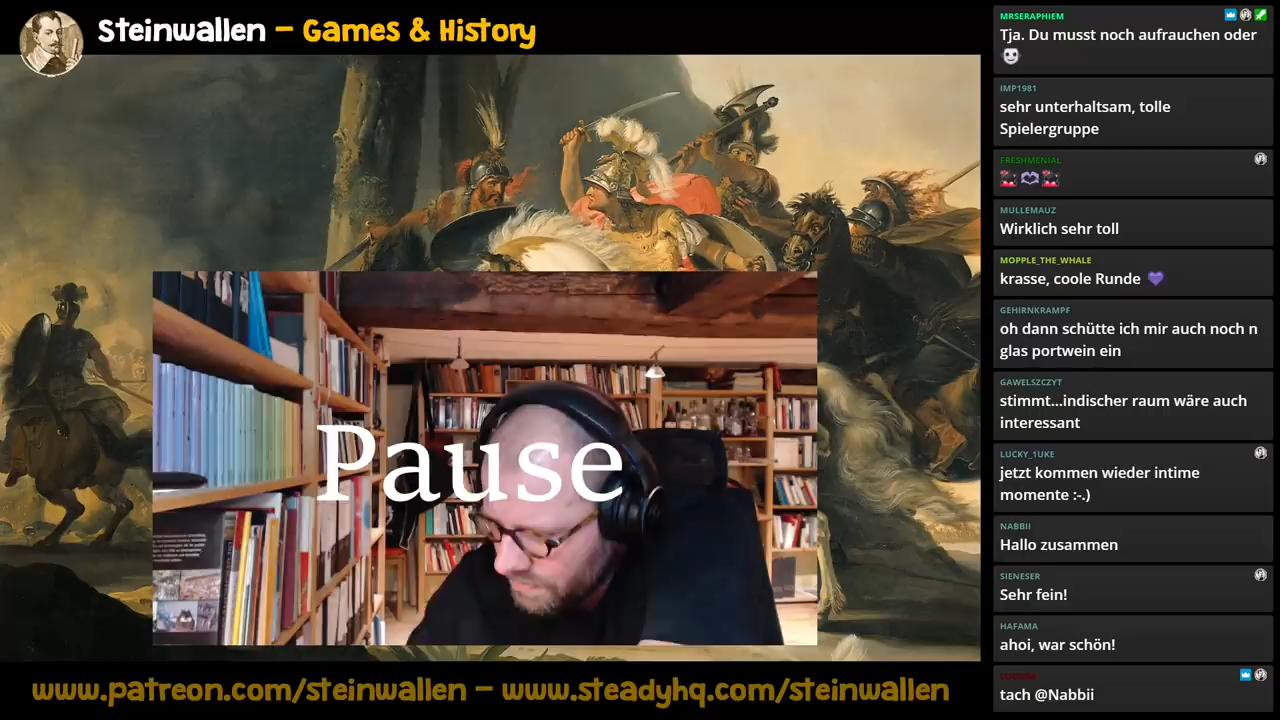 Steinwallen – Games & History
MRSERAPHIEM
Tja. Du musst noch aufrauchen oder
IMP1981
sehr unterhaltsam, tolle
Spielergruppe
FRESHMENIAL
MULLEMAUZ
Wirklich sehr toll
MOPPLE_THE_WHALE
krasse, coole Runde
GEHIRNKRAMPF
oh dann schütte ich mir auch noch n
glas portwein ein
GAWELSZCZYT
stimmt...indischer raum wäre auch
interessant
LUCKY_1UKE
jetzt kommen wieder intime
momente :-.)
NABBII
Hallo zusammen
SIENESER
Sehr fein!
HAFAMA
ahoi, war schön!
tach @Nabbii
Pause
www.patreon.com/steinwallen – www.steadyhq.com/steinwallen